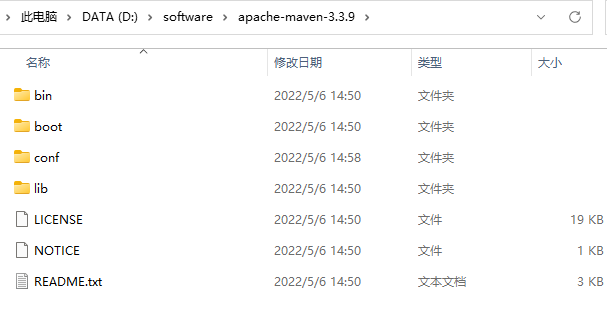 此电脑 > DATA (D:) > software > apache-maven-3.3.9 >
名称 修改日期 类型 大小
bin 2022/5/6 14:50 文件夹
boot 2022/5/6 14:50 文件夹
conf 2022/5/6 14:58 文件夹
lib 2022/5/6 14:50 文件夹
LICENSE 2022/5/6 14:50 文件 19 KB
NOTICE 2022/5/6 14:50 文件 1 KB
README.txt 2022/5/6 14:50 文本文档 3 KB